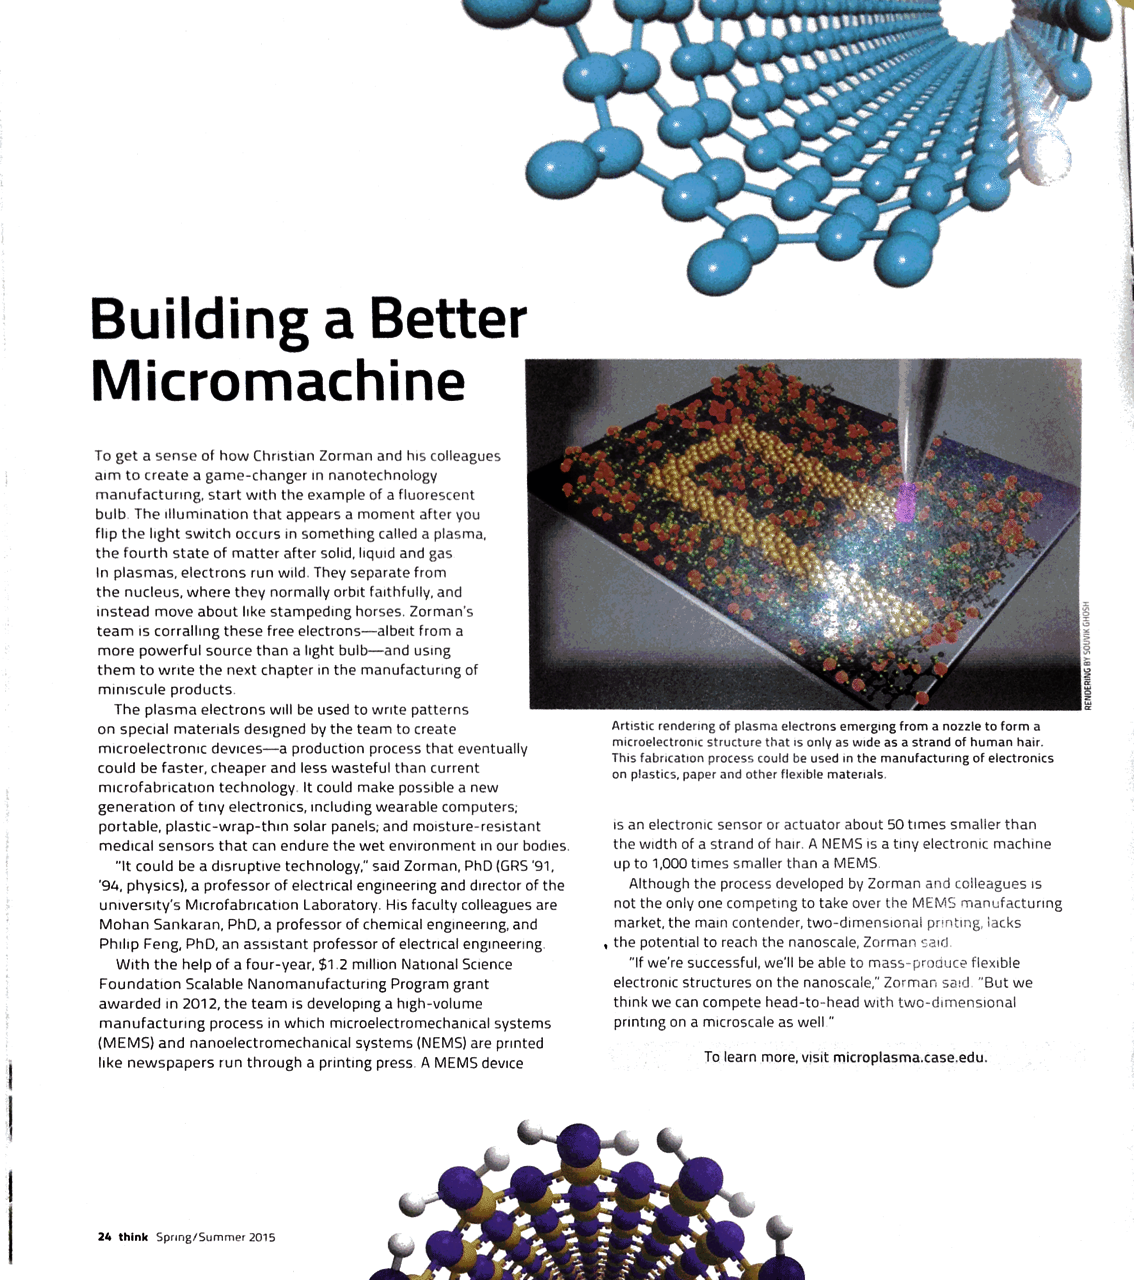 Building a Better
Micromachine
To get a sense of how Christian Zorman and his colleagues
aim to create a game-changer in nanotechnology
manufacturing, start with the example of a fluorescent
bulb. The illumination that appears a moment after you
flip the light switch occurs in something called a plasma,
the fourth state of matter after solid, liquid and gas
In plasmas, electrons run wild. They separate from
the nucleus, where they normally orbit faithfully, and
instead move about like stampeding horses. Zorman's
team is corralling these free electrons—albeit from a
more powerful source than a light bulb—and using
them to write the next chapter in the manufacturing of
miniscule products.
The plasma electrons will be used to write patterns
on special materials designed by the team to create
microelectronic devices—a production process that eventually
could be faster, cheaper and less wasteful than current
microfabrication technology. It could make possible a new
generation of tiny electronics, including wearable computers;
portable, plastic-wrap-thin solar panels; and moisture-resistant
medical sensors that can endure the wet environment in our bodies.
"It could be a disruptive technology," said Zorman, PhD (GRS '91,
'94, physics), a professor of electrical engineering and director of the
university's Microfabrication Laboratory. His faculty colleagues are
Mohan Sankaran, PhD, a professor of chemical engineering, and
Philip Feng, PhD, an assistant professor of electrical engineering.
With the help of a four-year, $1.2 million National Science
Foundation Scalable Nanomanufacturing Program grant
awarded in 2012, the team is developing a high-volume
manufacturing process in which microelectromechanical systems
(MEMS) and nanoelectromechanical systems (NEMS) are printed
like newspapers run through a printing press. A MEMS device
RENDERING BY SOUVIK GHOSH
Artistic rendering of plasma electrons emerging from a nozzle to form a
microelectronic structure that is only as wide as a strand of human hair.
This fabrication process could be used in the manufacturing of electronics
on plastics, paper and other flexible materials.
is an electronic sensor or actuator about 50 times smaller than
the width of a strand of hair. A NEMS is a tiny electronic machine
up to 1,000 times smaller than a MEMS.
Although the process developed by Zorman and colleagues is
not the only one competing to take over the MEMS manufacturing
market, the main contender, two-dimensional printing, lacks
the potential to reach the nanoscale, Zorman said.
"If we're successful, we'll be able to mass-produce flexible
electronic structures on the nanoscale," Zorman said. "But we
think we can compete head-to-head with two-dimensional
printing on a microscale as well."
To learn more, visit microplasma.case.edu.
24 think Spring/Summer 2015